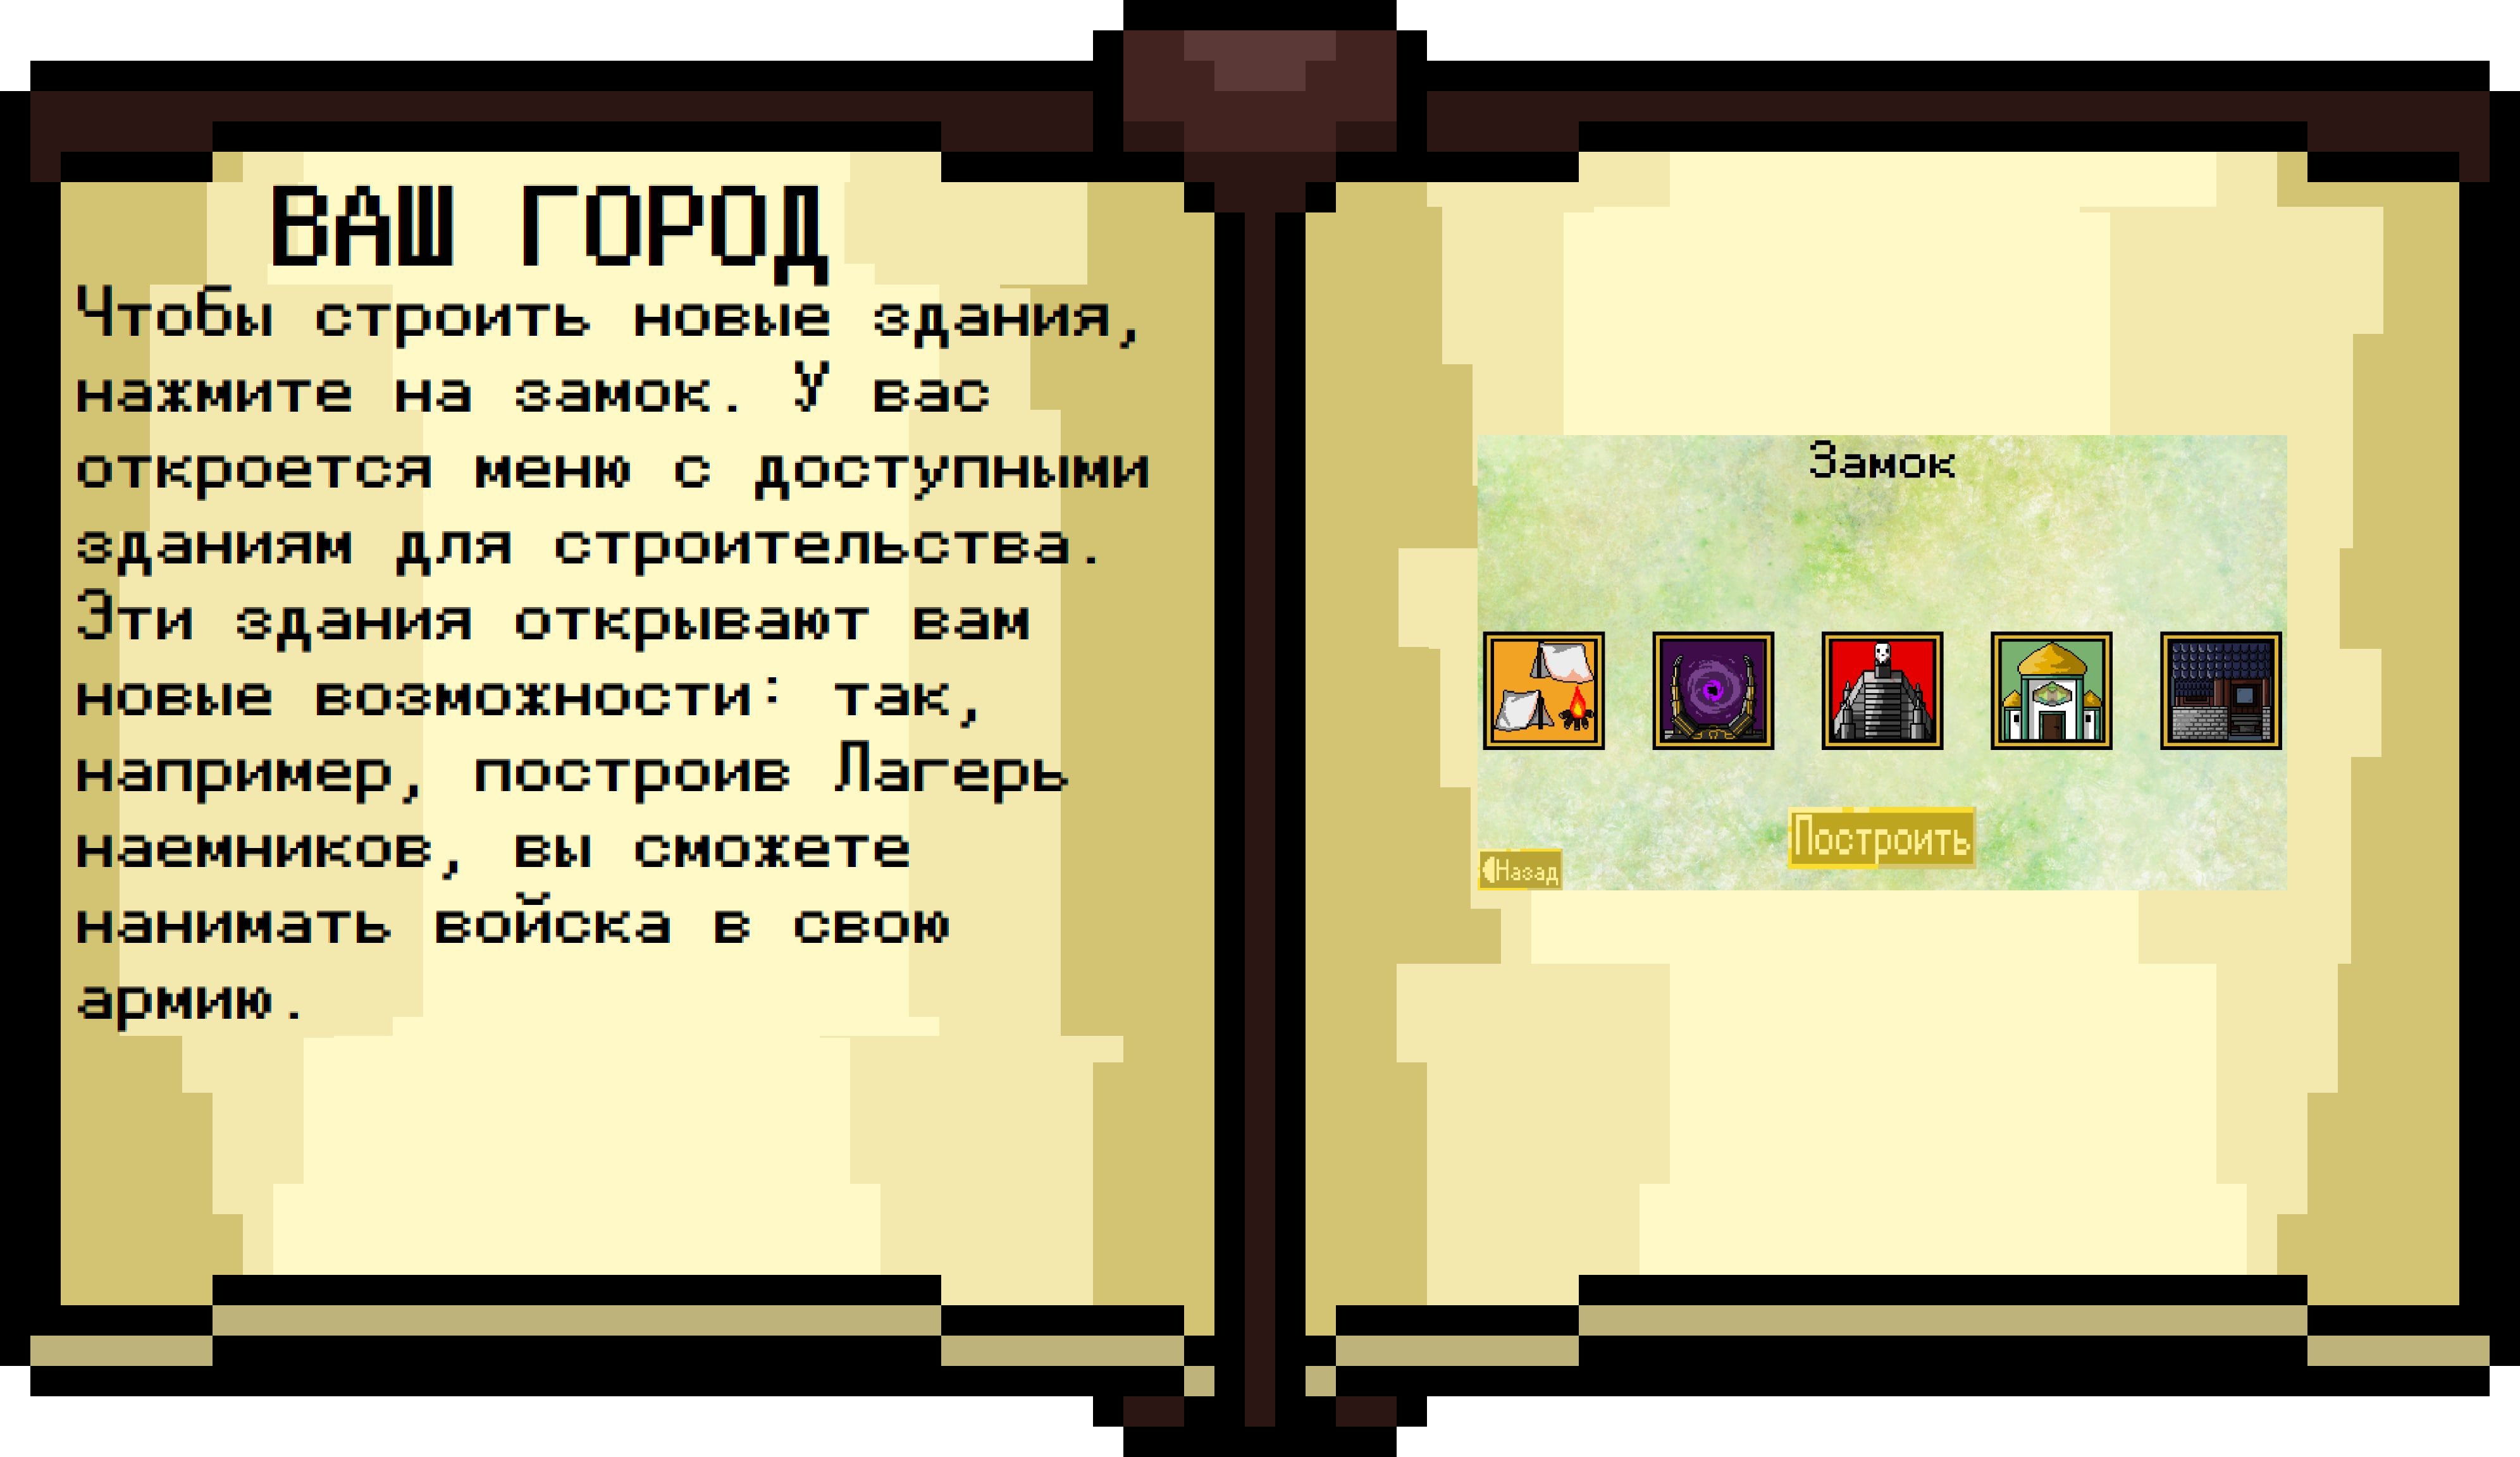 ВАШ ГОРОД
Чтобы строить новые здания,
нажмите на замок. У вас
откроется меню с доступными
зданиям для строительства.
Эти здания открывают вам
новые возможности: так,
например, построив Лагерь
наемников, вы сможете
нанимать войска в свою
армию.
Замок
Построить
Назад